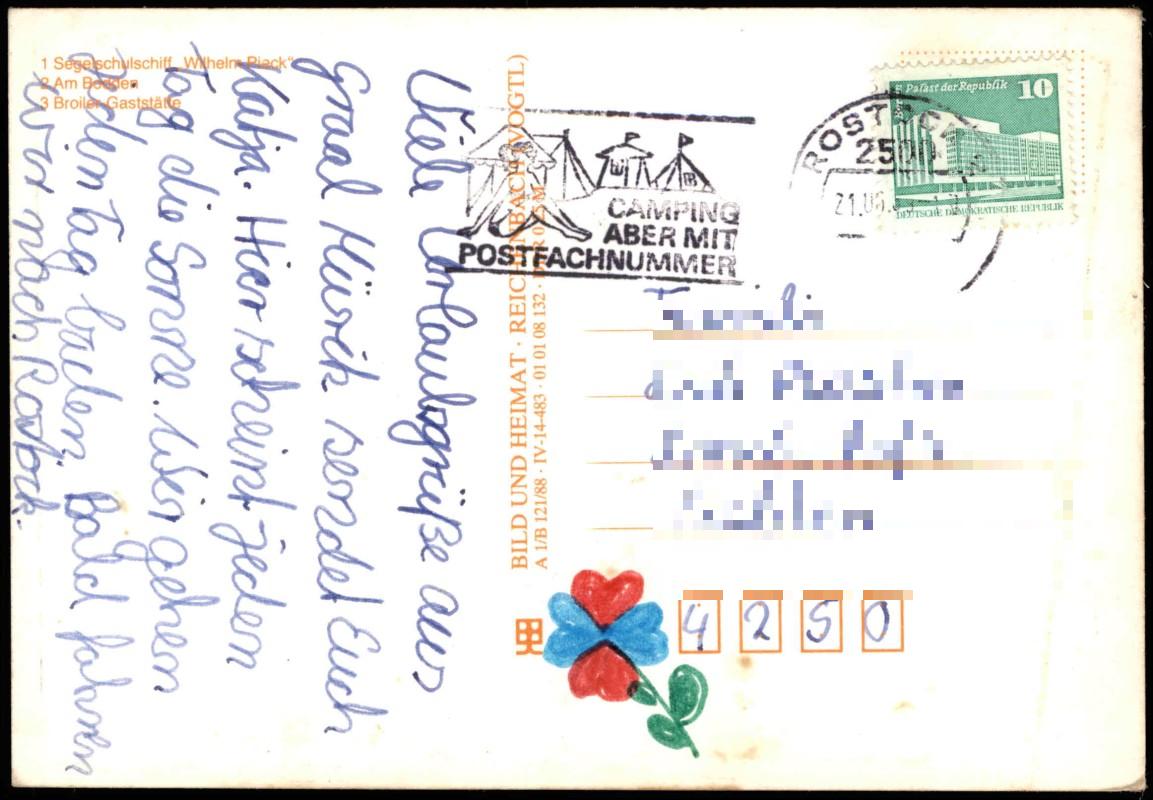 1 Segelschulschiff „Wilhelm Pieck“
2 Am Bodden
3 Broiler-Gaststätte
Viele Urlaubsgrüße aus
Graal Müritz sendet Euch
Katja. Hier scheint jeden
Tag die Sonne. Wir gehen
jeden Tag baden. Bald fahren
wir nach Rostock.
BILD UND HEIMAT · REICHENBACH (VOGTL)
A 1/B 121/88 · IV-14-483 · 01 01 08 132
CAMPING
ABER MIT
POSTFACHNUMMER
ROSTOCK
2500
Palast der Republik 10
DEUTSCHE DEMOKRATISCHE REPUBLIK
4250